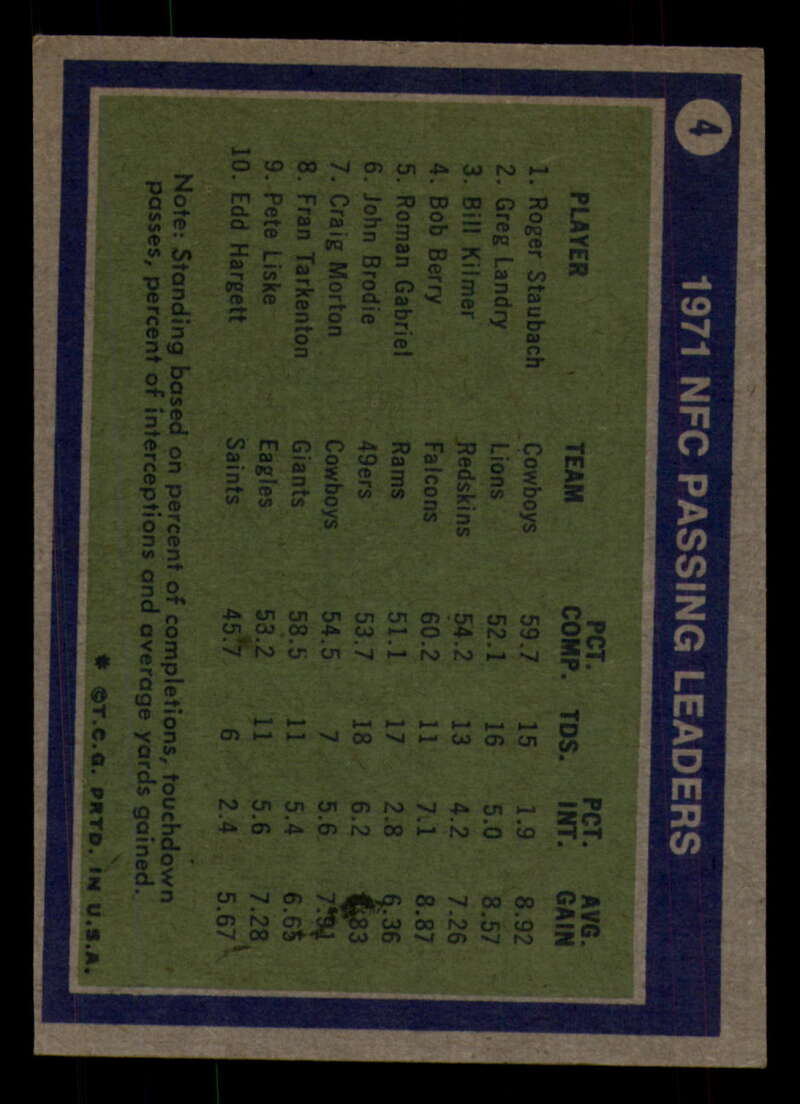 4
1971 NFC PASSING LEADERS
PLAYER TEAM PCT. COMP. TDS. PCT. INT. AVG. GAIN
1. Roger Staubach Cowboys 59.7 15 1.9 8.92
2. Greg Landry Lions 52.1 16 5.0 8.57
3. Bill Kilmer Redskins 54.2 13 4.2 7.26
4. Bob Berry Falcons 60.2 11 7.1 8.87
5. Roman Gabriel Rams 51.1 17 2.8 6.36
6. John Brodie 49ers 53.7 18 6.2
7. Craig Morton Cowboys 54.5 7 5.6 7.91
8. Fran Tarkenton Giants 58.5 11 5.4 6.65
9. Pete Liske Eagles 53.2 11 5.6 7.28
10. Edd Hargett Saints 45.7 6 2.4 5.67
Note: Standing based on percent of completions, touchdown
passes, percent of interceptions and average yards gained.
* ©T.C.G. PRTD. IN U.S.A.